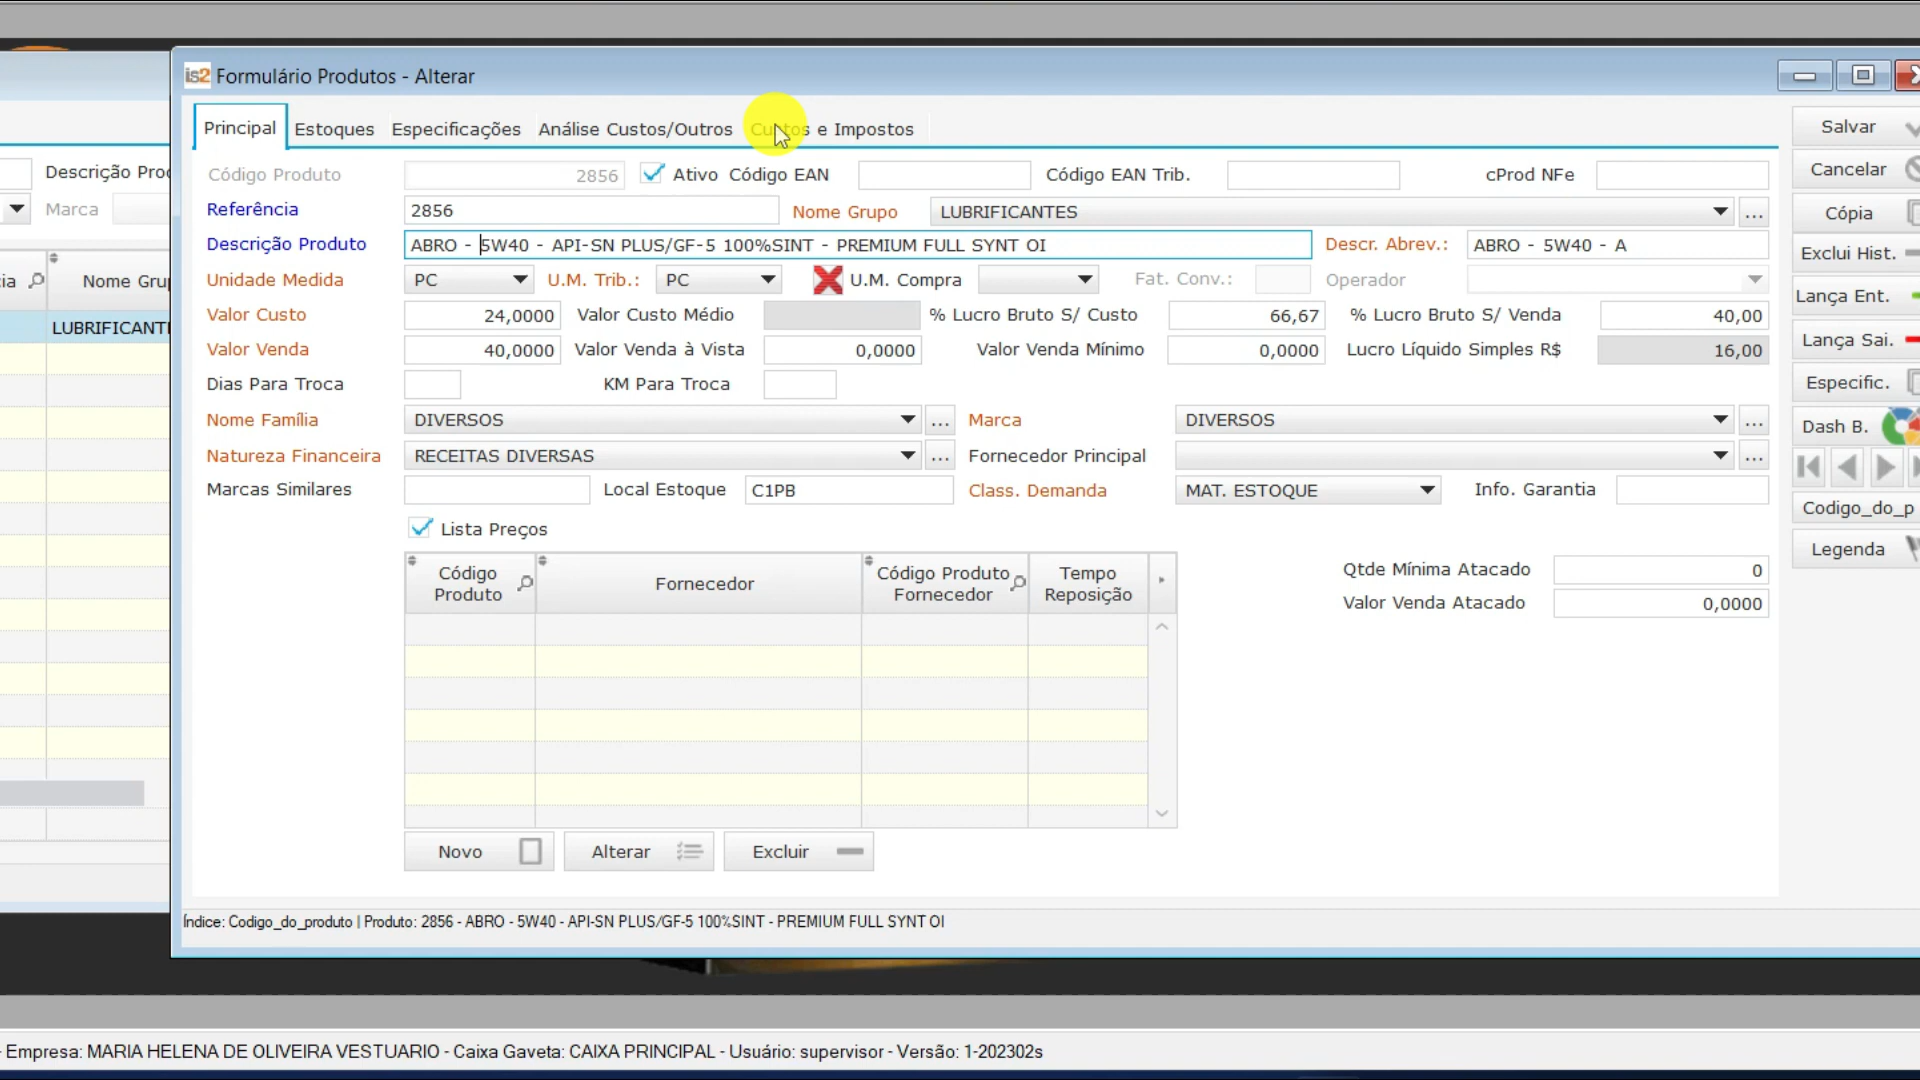 is2 Formulário Produtos - Alterar
Principal Estoques Especificações Análise Custos/Outros Custos e Impostos
Salvar
Descrição Proc
Código Produto 2856 Ativo Código EAN Código EAN Trib. cProd NFe
Cancelar
Marca
Referência 2856 Nome Grupo LUBRIFICANTES ...
Cópia
Descrição Produto ABRO - 5W40 - API-SN PLUS/GF-5 100%SINT - PREMIUM FULL SYNT OI Descr. Abrev.: ABRO - 5W40 - A
Exclui Hist.
ia Nome Gru
Unidade Medida PC U.M. Trib.: PC U.M. Compra Fat. Conv.: Operador
Lança Ent.
LUBRIFICANT
Valor Custo 24,0000 Valor Custo Médio % Lucro Bruto S/ Custo 66,67 % Lucro Bruto S/ Venda 40,00
Lança Sai.
Valor Venda 40,0000 Valor Venda à Vista 0,0000 Valor Venda Mínimo 0,0000 Lucro Líquido Simples R$ 16,00
Especific.
Dias Para Troca KM Para Troca
Nome Família DIVERSOS ... Marca DIVERSOS ...
Dash B.
Natureza Financeira RECEITAS DIVERSAS ... Fornecedor Principal ...
Marcas Similares Local Estoque C1PB Class. Demanda MAT. ESTOQUE Info. Garantia
Codigo_do_p
Lista Preços
Legenda
Código Produto Fornecedor Código Produto Fornecedor Tempo Reposição
Qtde Mínima Atacado 0
Valor Venda Atacado 0,0000
Novo Alterar Excluir
Índice: Codigo_do_produto | Produto: 2856 - ABRO - 5W40 - API-SN PLUS/GF-5 100%SINT - PREMIUM FULL SYNT OI
- Empresa: MARIA HELENA DE OLIVEIRA VESTUARIO - Caixa Gaveta: CAIXA PRINCIPAL - Usuário: supervisor - Versão: 1-202302s